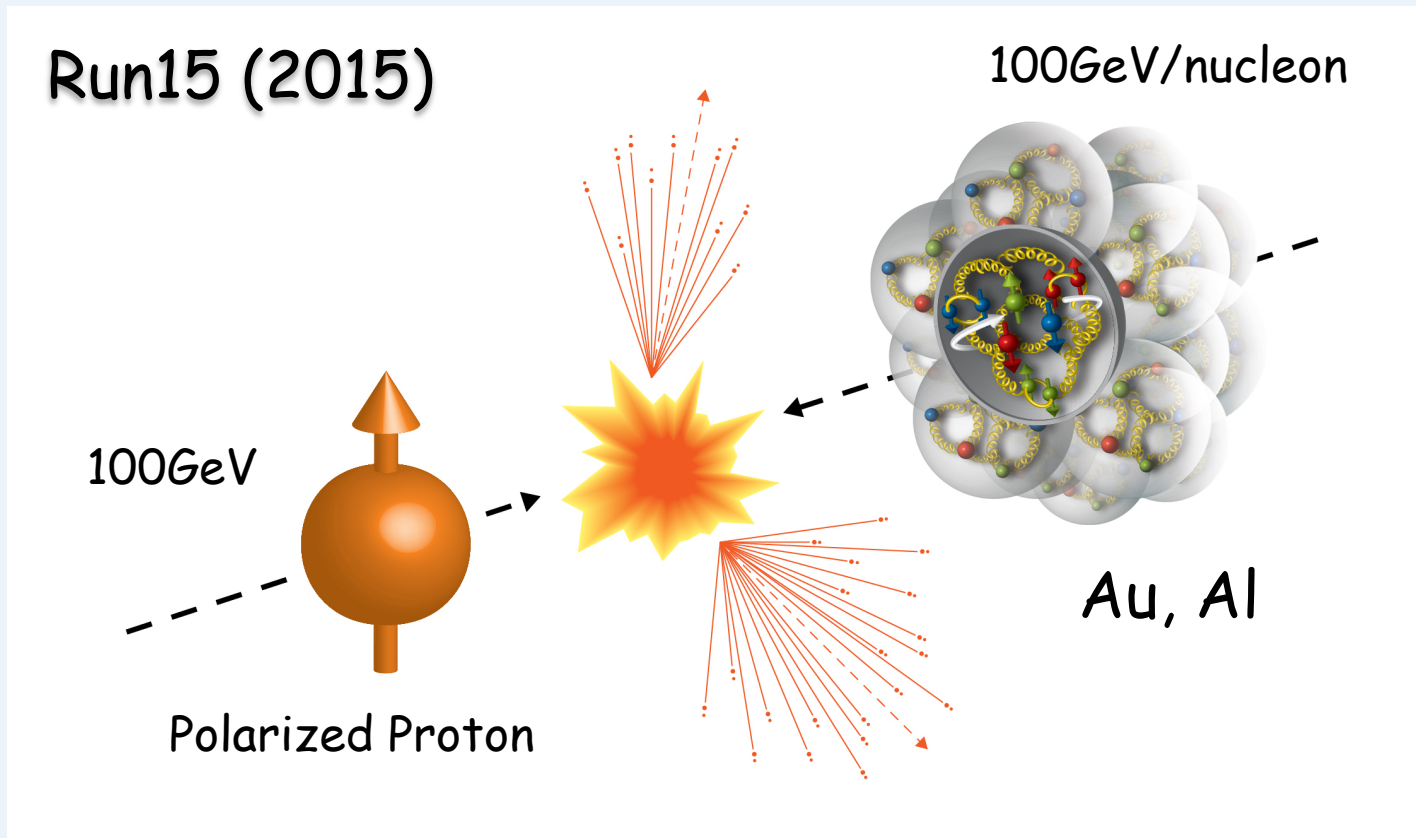 Run15 (2015)
100GeV/nucleon
100GeV
Au, Al
Polarized Proton